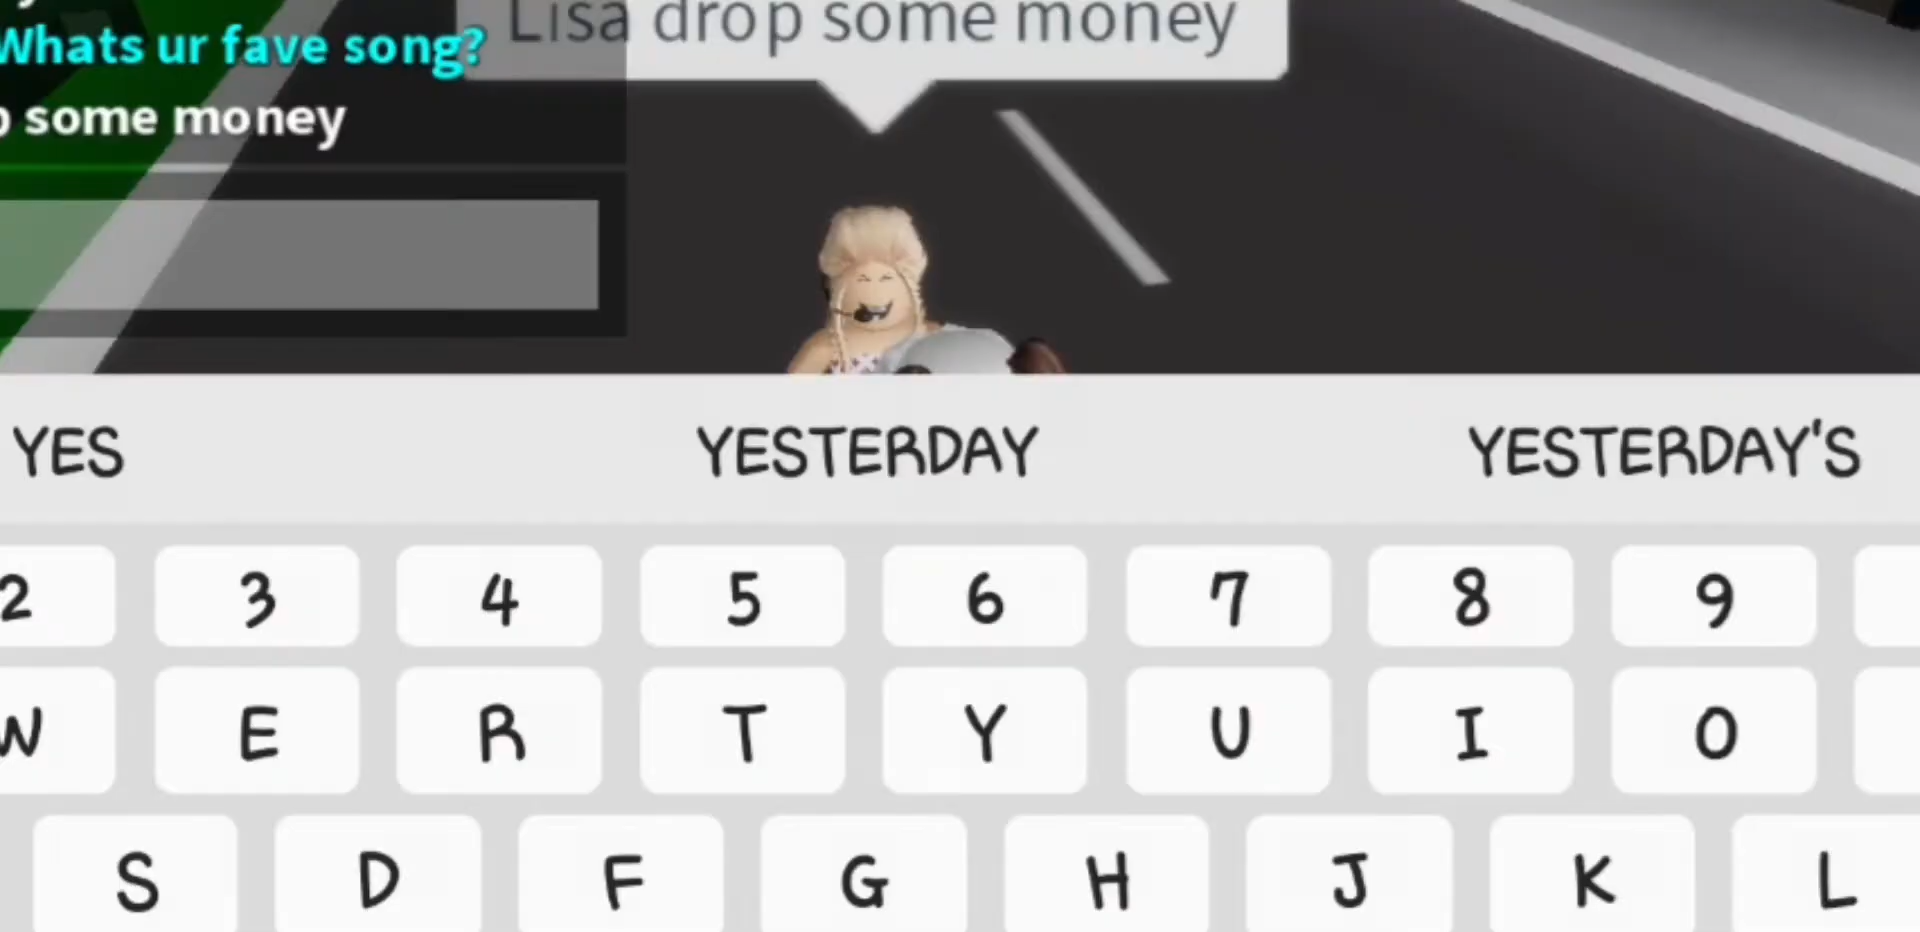 Lisa drop some money
Whats ur fave song?
some money
YES YESTERDAY YESTERDAY'S
2 3 4 5 6 7 8 9
W E R T Y U I O
S D F G H J K L